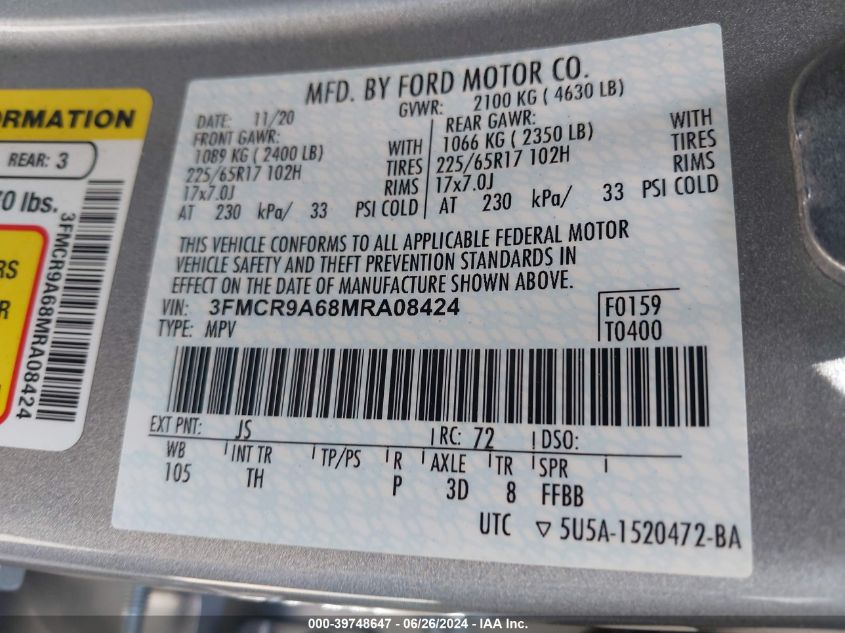 MFD. BY FORD MOTOR CO.
DATE: 11/20
GVWR: 2100 KG ( 4630 LB)
FRONT GAWR:
1089 KG ( 2400 LB)
WITH
225/65R17 102H
TIRES
17x7.0J
RIMS
AT 230 kPa/ 33 PSI COLD
REAR GAWR:
1066 KG ( 2350 LB)
WITH
225/65R17 102H
TIRES
17x7.0J
RIMS
AT 230 kPa/ 33 PSI COLD
THIS VEHICLE CONFORMS TO ALL APPLICABLE FEDERAL MOTOR
VEHICLE SAFETY AND THEFT PREVENTION STANDARDS IN
EFFECT ON THE DATE OF MANUFACTURE SHOWN ABOVE.
VIN: 3FMCR9A68MRA08424
TYPE: MPV
F0159
T0400
EXT PNT: JS RC: 72 DSO:
WB INT TR TP/PS R AXLE TR SPR
105 TH P 3D 8 FFBB
UTC ▽ 5U5A-1520472-BA
ORMATION
REAR: 3
70 lbs.
RS
R
3FMCR9A68MRA08424
000-39748647 - 06/26/2024 - IAA Inc.